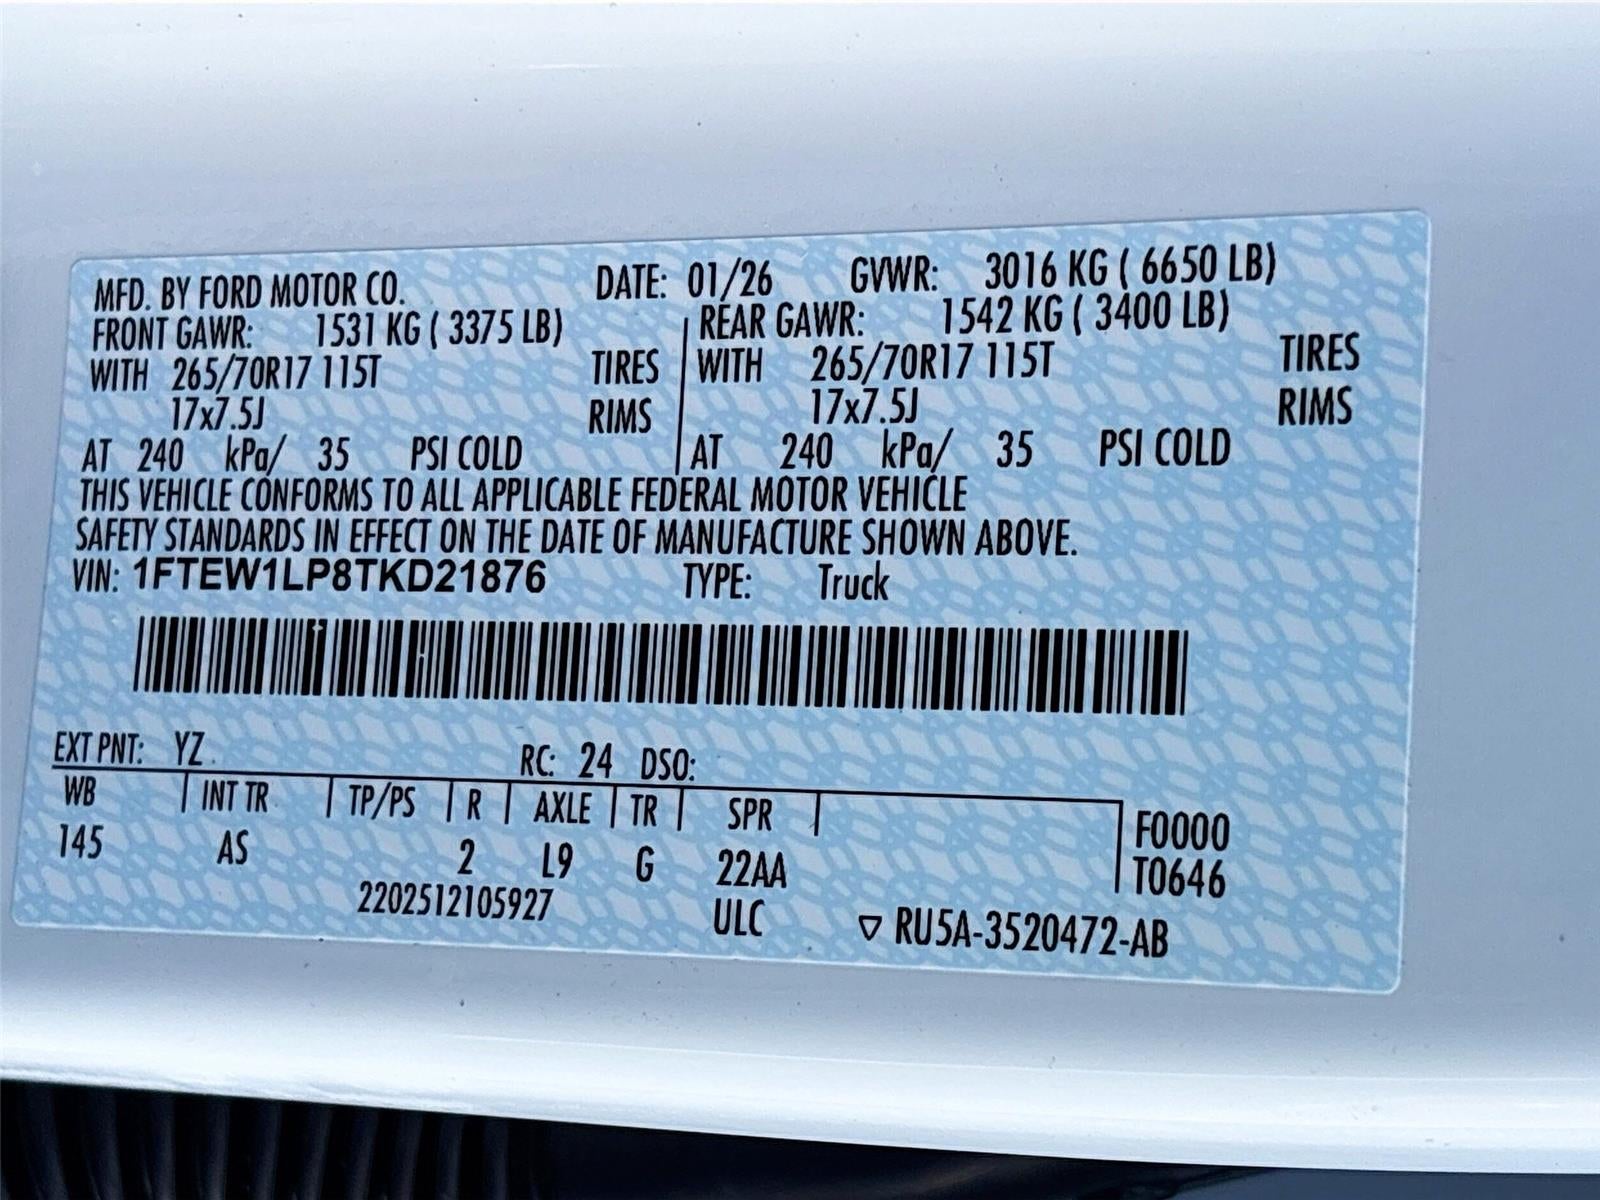 MFD. BY FORD MOTOR CO. DATE: 01/26 GVWR: 3016 KG ( 6650 LB)
FRONT GAWR: 1531 KG ( 3375 LB) REAR GAWR: 1542 KG ( 3400 LB)
WITH 265/70R17 115T TIRES WITH 265/70R17 115T TIRES
17x7.5J RIMS 17x7.5J RIMS
AT 240 kPa/ 35 PSI COLD AT 240 kPa/ 35 PSI COLD
THIS VEHICLE CONFORMS TO ALL APPLICABLE FEDERAL MOTOR VEHICLE
SAFETY STANDARDS IN EFFECT ON THE DATE OF MANUFACTURE SHOWN ABOVE.
VIN: 1FTEW1LP8TKD21876 TYPE: Truck
EXT PNT: YZ RC: 24 DSO:
WB INT TR TP/PS R AXLE TR SPR F0000
145 AS 2 L9 G 22AA T0646
2202512105927 ULC ▽ RU5A-3520472-AB